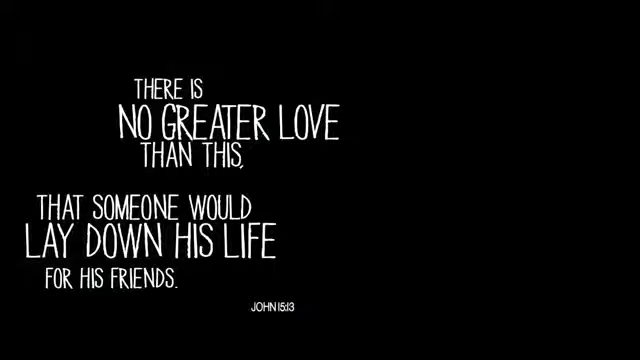 THERE IS
NO GREATER LOVE
THAN THIS,
THAT SOMEONE WOULD
LAY DOWN HIS LIFE
FOR HIS FRIENDS.
JOHN 15:13